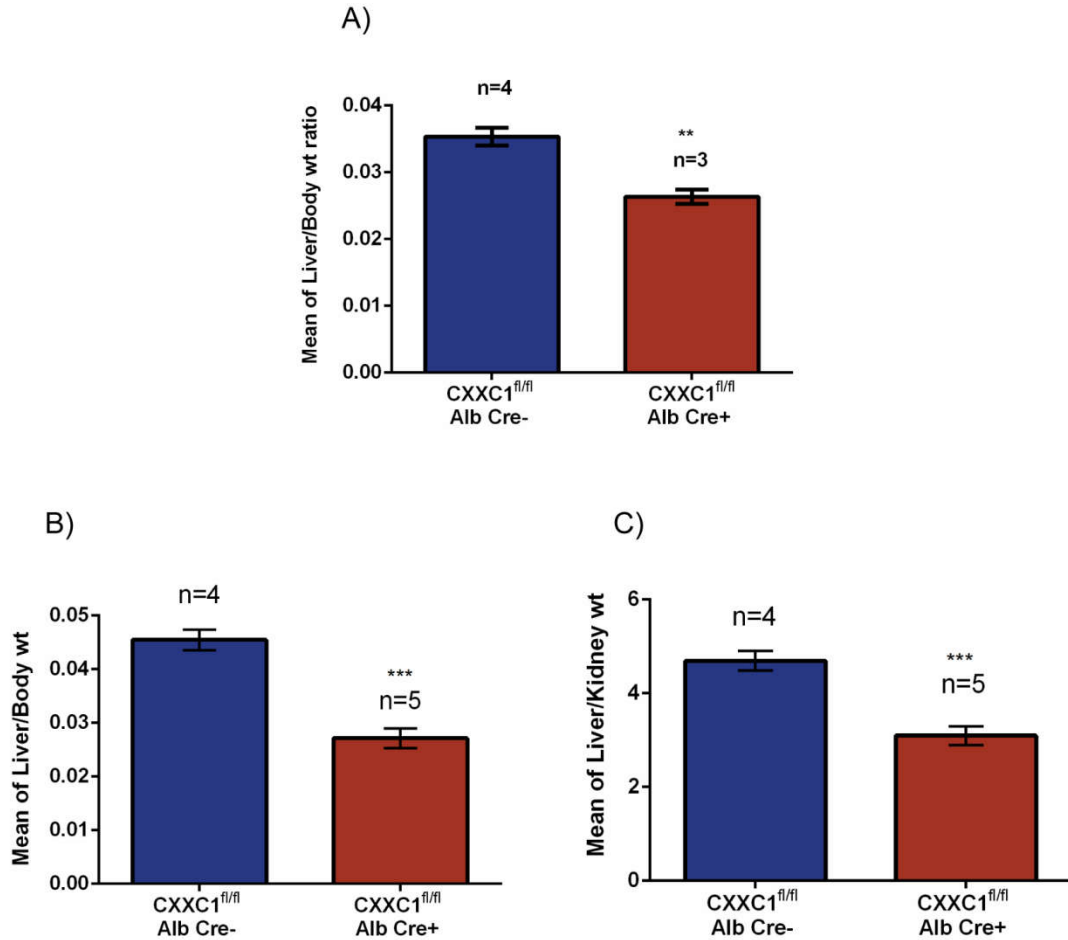 A)
Mean of Liver/Body wt ratio
0.04
0.03
0.02
0.01
0.00
n=4
**
n=3
CXXC1fl/fl
Alb Cre-
CXXC1fl/fl
Alb Cre+
B)
Mean of Liver/Body wt
0.05
0.04
0.03
0.02
0.01
0.00
n=4
***
n=5
CXXC1fl/fl
Alb Cre-
CXXC1fl/fl
Alb Cre+
C)
Mean of Liver/Kidney wt
6
4
2
0
n=4
***
n=5
CXXC1fl/fl
Alb Cre-
CXXC1fl/fl
Alb Cre+